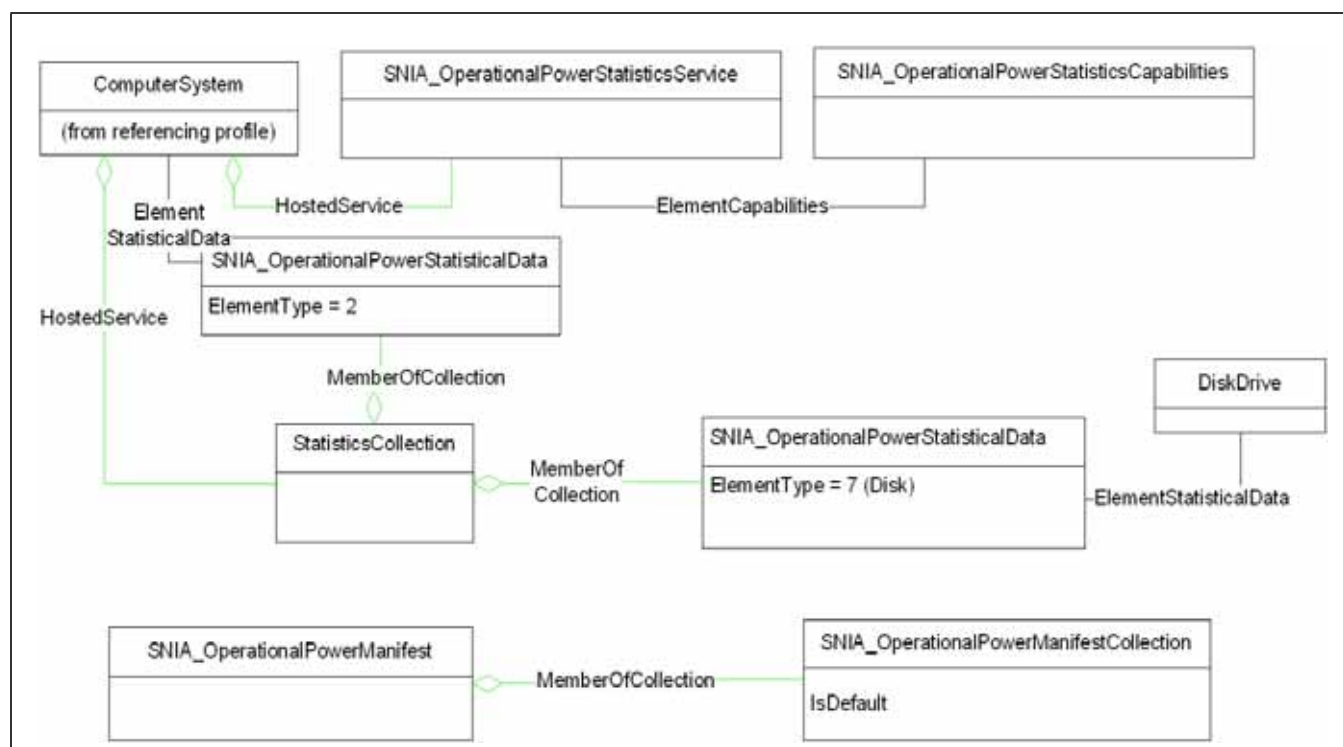 ComputerSystem
(from referencing profile)
SNIA_OperationalPowerStatisticsService
SNIA_OperationalPowerStatisticsCapabilities
HostedService
ElementCapabilities
Element
StatisticalData
SNIA_OperationalPowerStatisticalData
ElementType = 2
HostedService
MemberOfCollection
DiskDrive
StatisticsCollection
MemberOf
Collection
SNIA_OperationalPowerStatisticalData
ElementType = 7 (Disk)
ElementStatisticalData
SNIA_OperationalPowerManifest
MemberOfCollection
SNIA_OperationalPowerManifestCollection
IsDefault